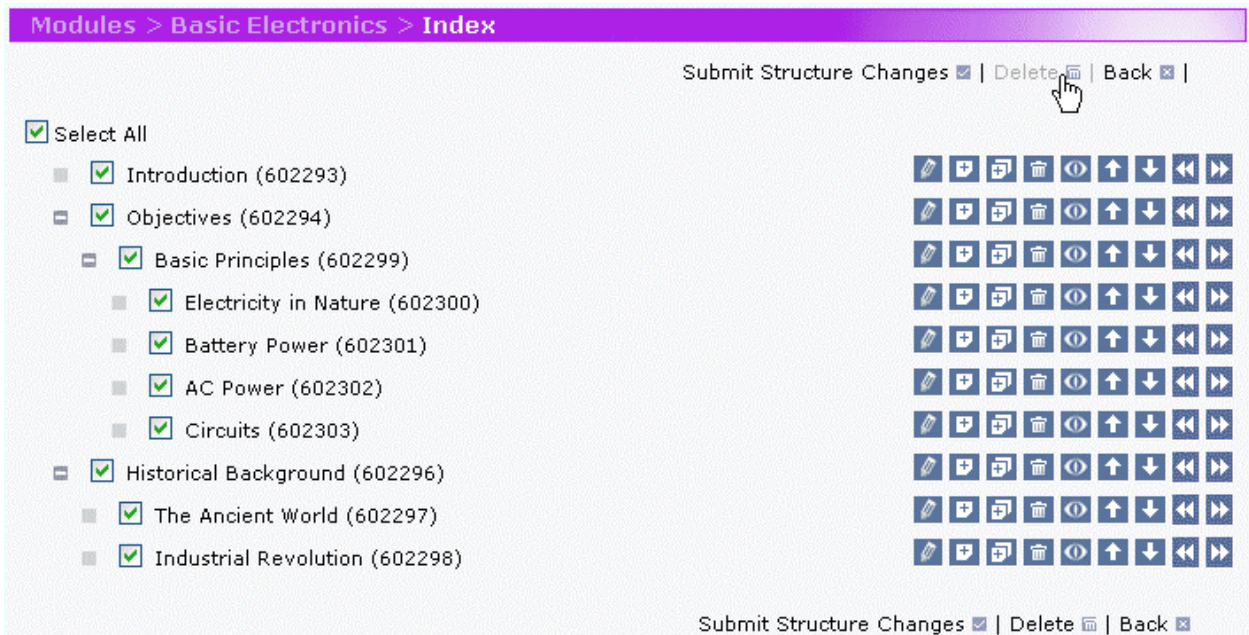 Modules > Basic Electronics > Index
Submit Structure Changes | Delete | Back |
Select All
Introduction (602293)
Objectives (602294)
Basic Principles (602299)
Electricity in Nature (602300)
Battery Power (602301)
AC Power (602302)
Circuits (602303)
Historical Background (602296)
The Ancient World (602297)
Industrial Revolution (602298)
Submit Structure Changes | Delete | Back